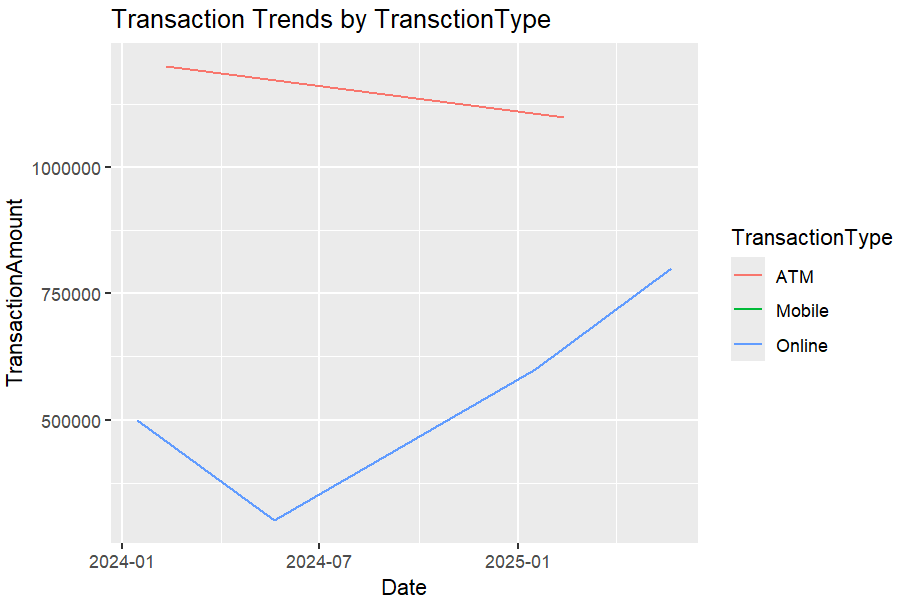 Transaction Trends by TransctionType
TransactionAmount
1000000
750000
500000
2024-01
2024-07
2025-01
Date
TransactionType
ATM
Mobile
Online